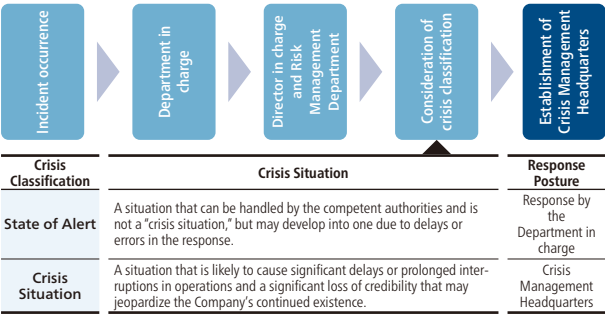 Incident occurrence
Department in
charge
Director in charge
and Risk
Management
Department
Consideration of
crisis classification
Establishment of
Crisis Management
Headquarters
Crisis
Classification
Crisis Situation
Response
Posture
State of Alert
A situation that can be handled by the competent authorities and is
not a "crisis situation," but may develop into one due to delays or
errors in the response.
Response by
the
Department in
charge
Crisis
Situation
A situation that is likely to cause significant delays or prolonged inter-
ruptions in operations and a significant loss of credibility that may
jeopardize the Company's continued existence.
Crisis
Management
Headquarters